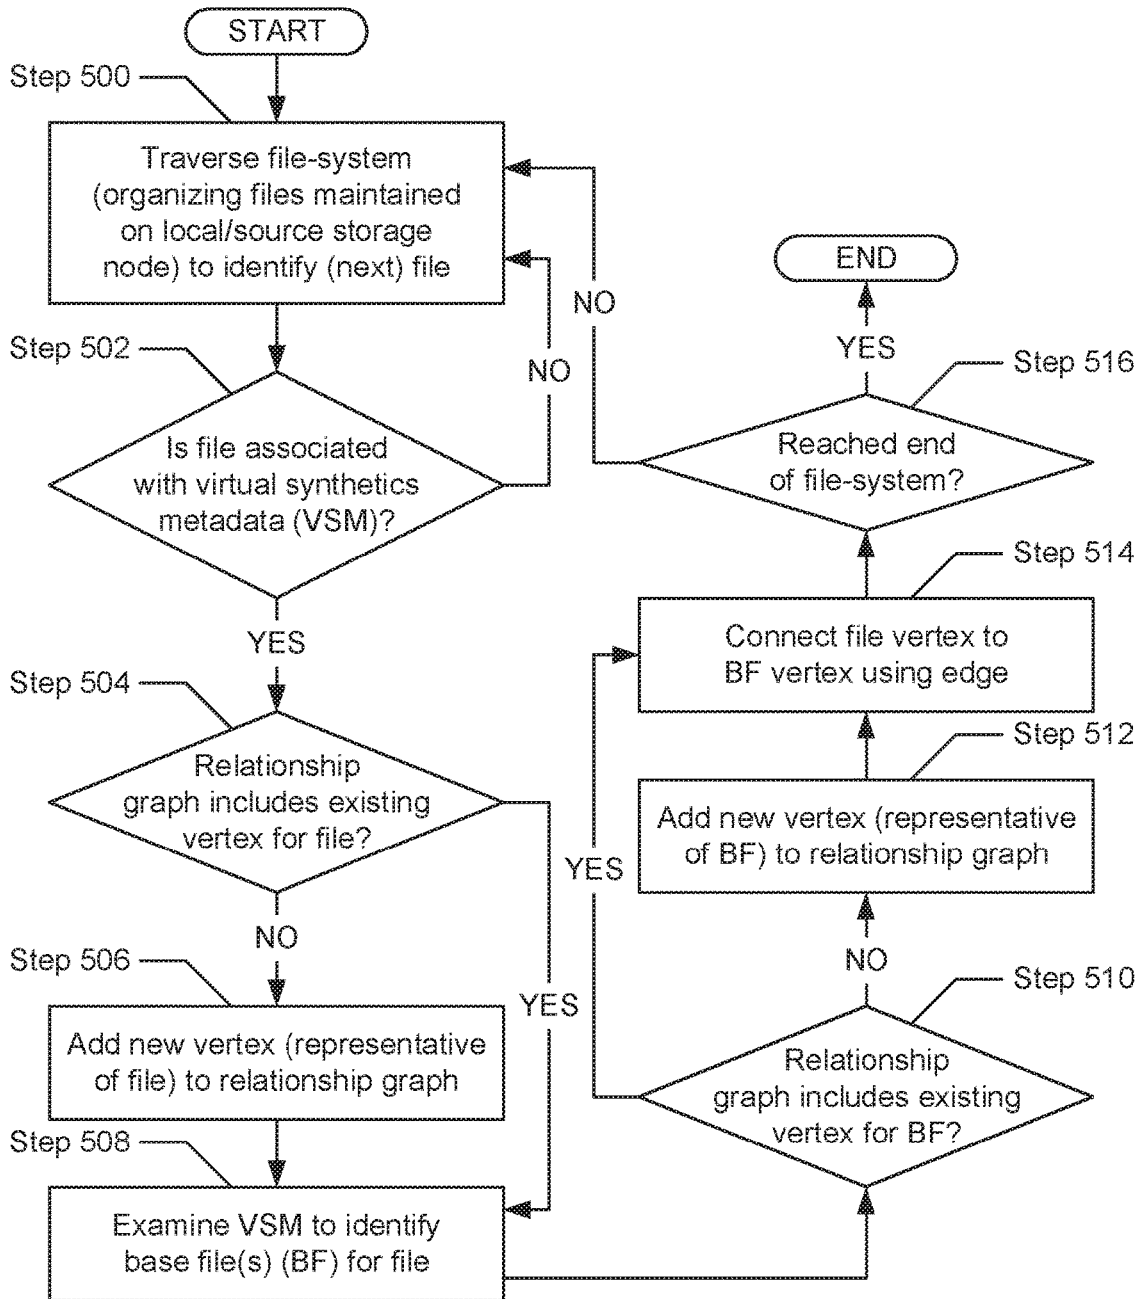 START
Step 500
Traverse file-system
(organizing files maintained
on local/source storage
node) to identify (next) file
Step 502
NO
Is file associated
with virtual synthetics
metadata (VSM)?
YES
Step 504
Relationship
graph includes existing
vertex for file?
NO
YES
Step 506
Add new vertex (representative
of file) to relationship graph
Step 508
Examine VSM to identify
base file(s) (BF) for file
Step 510
Relationship
graph includes existing
vertex for BF?
YES
NO
Step 512
Add new vertex (representative
of BF) to relationship graph
Step 514
Connect file vertex to
BF vertex using edge
Step 516
Reached end
of file-system?
NO
YES
END